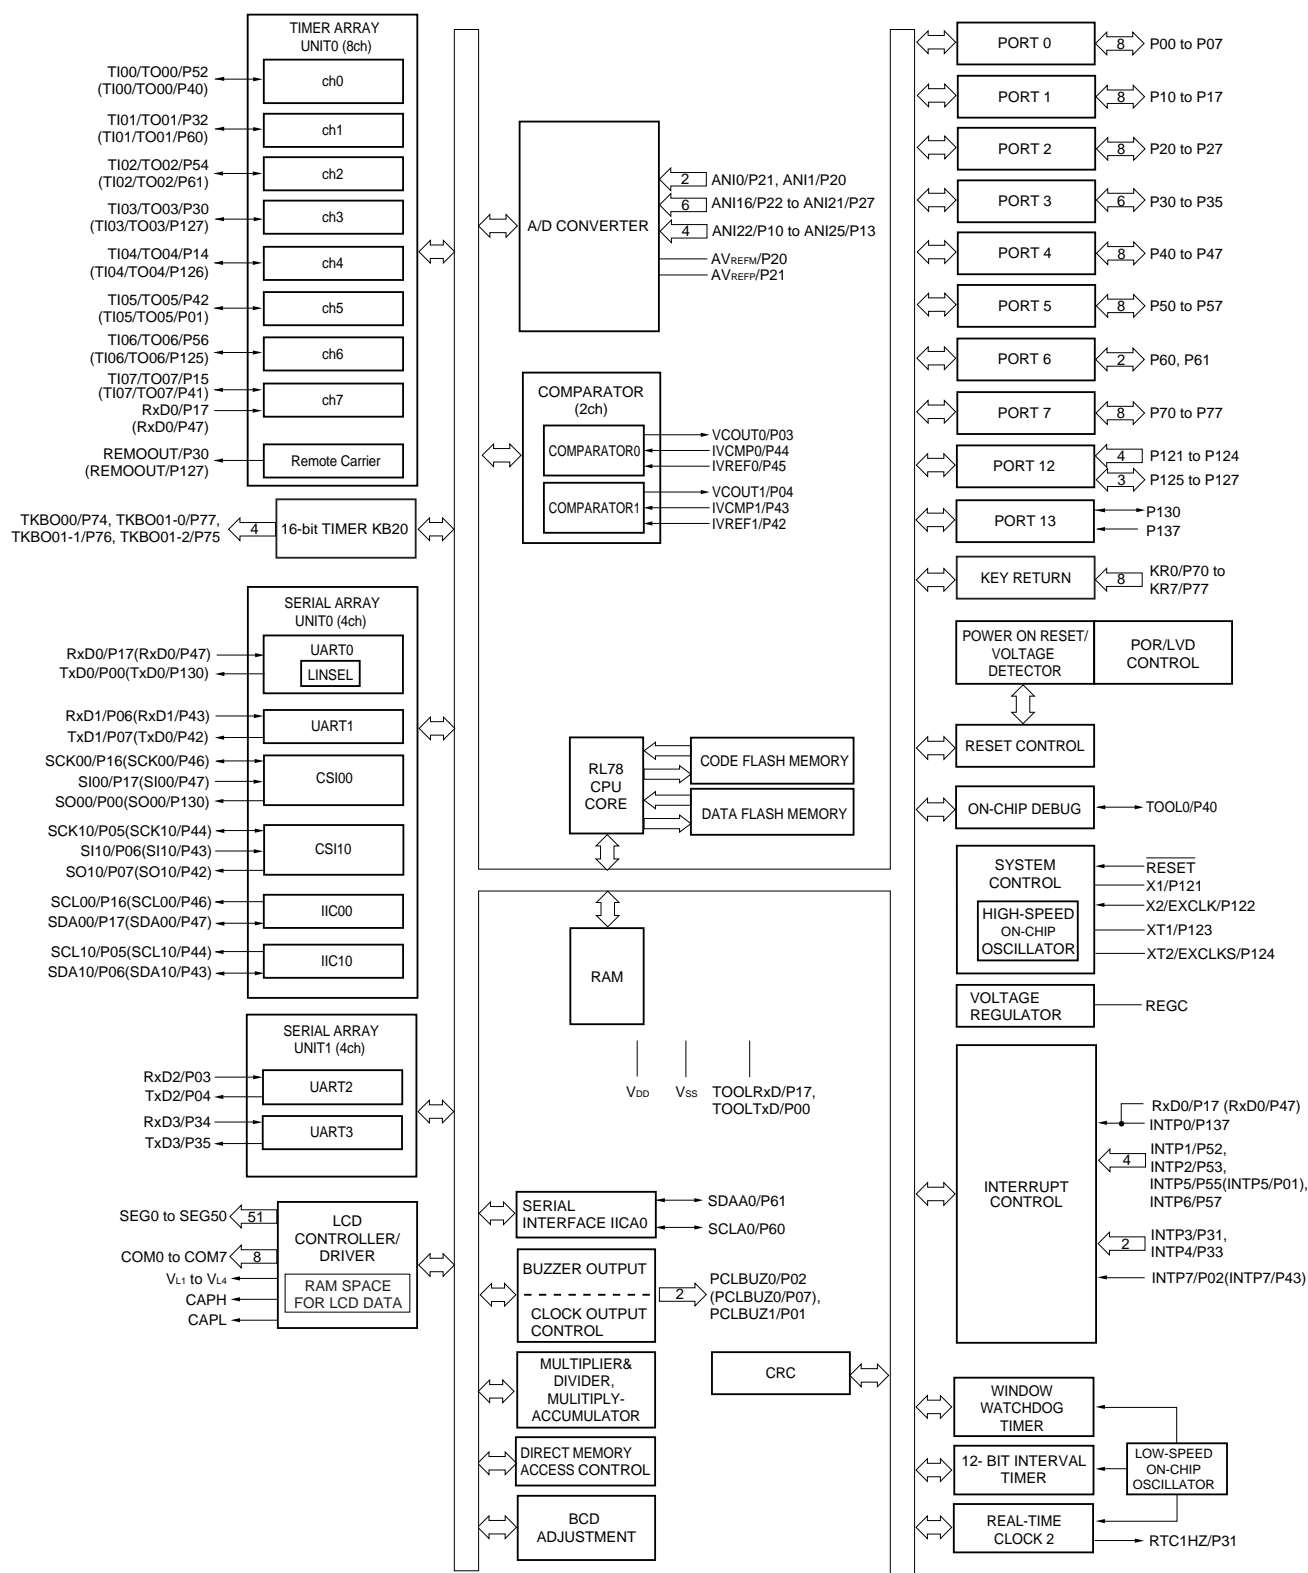 TIMER ARRAY
UNIT0 (8ch)
TI00/TO00/P52
(TI00/TO00/P40)
ch0
TI01/TO01/P32
(TI01/TO01/P60)
ch1
TI02/TO02/P54
(TI02/TO02/P61)
ch2
TI03/TO03/P30
(TI03/TO03/P127)
ch3
TI04/TO04/P14
(TI04/TO04/P126)
ch4
TI05/TO05/P42
(TI05/TO05/P01)
ch5
TI06/TO06/P56
(TI06/TO06/P125)
ch6
TI07/TO07/P15
(TI07/TO07/P41)
RxD0/P17
(RxD0/P47)
ch7
REMOOUT/P30
(REMOOUT/P127)
Remote Carrier
TKBO00/P74, TKBO01-0/P77,
TKBO01-1/P76, TKBO01-2/P75
4
16-bit TIMER KB20
SERIAL ARRAY
UNIT0 (4ch)
RxD0/P17(RxD0/P47)
TxD0/P00(TxD0/P130)
UART0
LINSEL
RxD1/P06(RxD1/P43)
TxD1/P07(TxD0/P42)
UART1
SCK00/P16(SCK00/P46)
SI00/P17(SI00/P47)
SO00/P00(SO00/P130)
CSI00
SCK10/P05(SCK10/P44)
SI10/P06(SI10/P43)
SO10/P07(SO10/P42)
CSI10
SCL00/P16(SCL00/P46)
SDA00/P17(SDA00/P47)
IIC00
SCL10/P05(SCL10/P44)
SDA10/P06(SDA10/P43)
IIC10
SERIAL ARRAY
UNIT1 (4ch)
RxD2/P03
TxD2/P04
UART2
RxD3/P34
TxD3/P35
UART3
SEG0 to SEG50
51
COM0 to COM7
8
VL1 to VL4
CAPH
CAPL
LCD
CONTROLLER/
DRIVER
RAM SPACE
FOR LCD DATA
A/D CONVERTER
2
ANI0/P21, ANI1/P20
6
ANI16/P22 to ANI21/P27
4
ANI22/P10 to ANI25/P13
AVREFM/P20
AVREFP/P21
COMPARATOR
(2ch)
COMPARATOR0
VCOUT0/P03
IVCMP0/P44
IVREF0/P45
COMPARATOR1
VCOUT1/P04
IVCMP1/P43
IVREF1/P42
RL78
CPU
CORE
CODE FLASH MEMORY
DATA FLASH MEMORY
RAM
VDD
VSS
TOOLRxD/P17,
TOOLTxD/P00
SERIAL
INTERFACE IICA0
SDAA0/P61
SCLA0/P60
BUZZER OUTPUT
CLOCK OUTPUT
CONTROL
2
PCLBUZ0/P02
(PCLBUZ0/P07),
PCLBUZ1/P01
MULTIPLIER&
DIVIDER,
MULTIPLY-
ACCUMULATOR
CRC
DIRECT MEMORY
ACCESS CONTROL
BCD
ADJUSTMENT
PORT 0
8
P00 to P07
PORT 1
8
P10 to P17
PORT 2
8
P20 to P27
PORT 3
6
P30 to P35
PORT 4
8
P40 to P47
PORT 5
8
P50 to P57
PORT 6
2
P60, P61
PORT 7
8
P70 to P77
PORT 12
4
P121 to P124
3
P125 to P127
PORT 13
P130
P137
KEY RETURN
8
KR0/P70 to
KR7/P77
POWER ON RESET/
VOLTAGE
DETECTOR
POR/LVD
CONTROL
RESET CONTROL
ON-CHIP DEBUG
TOOL0/P40
SYSTEM
CONTROL
HIGH-SPEED
ON-CHIP
OSCILLATOR
RESET
X1/P121
X2/EXCLK/P122
XT1/P123
XT2/EXCLKS/P124
VOLTAGE
REGULATOR
REGC
INTERRUPT
CONTROL
RxD0/P17 (RxD0/P47)
INTP0/P137
4
INTP1/P52,
INTP2/P53,
INTP5/P55(INTP5/P01),
INTP6/P57
2
INTP3/P31,
INTP4/P33
INTP7/P02(INTP7/P43)
WINDOW
WATCHDOG
TIMER
12- BIT INTERVAL
TIMER
LOW-SPEED
ON-CHIP
OSCILLATOR
REAL-TIME
CLOCK 2
RTC1HZ/P31